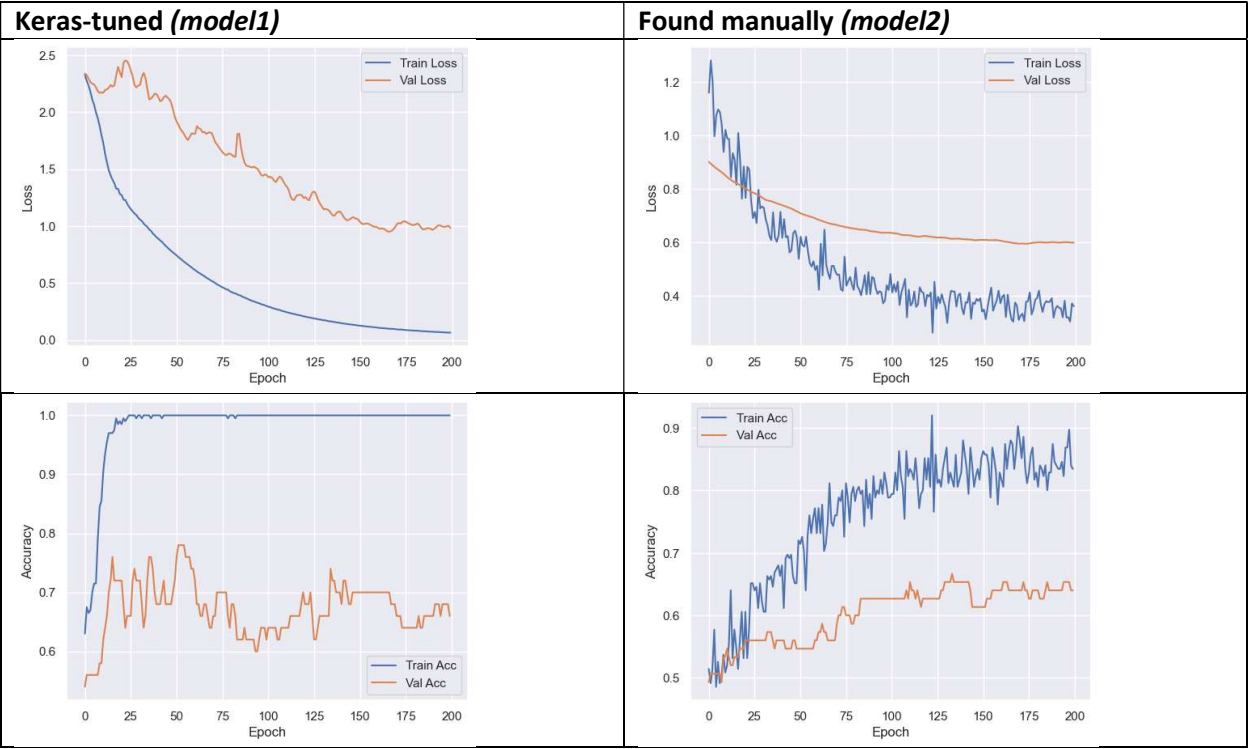 Keras-tuned (model1)
Found manually (model2)
2.5
2.0
1.5
1.0
0.5
0.0
Loss
Train Loss
Val Loss
0 25 50 75 100 125 150 175 200
Epoch
1.2
1.0
0.8
0.6
0.4
Loss
Train Loss
Val Loss
0 25 50 75 100 125 150 175 200
Epoch
1.0
0.9
0.8
0.7
0.6
Accuracy
Train Acc
Val Acc
0 25 50 75 100 125 150 175 200
Epoch
0.9
0.8
0.7
0.6
0.5
Accuracy
Train Acc
Val Acc
0 25 50 75 100 125 150 175 200
Epoch